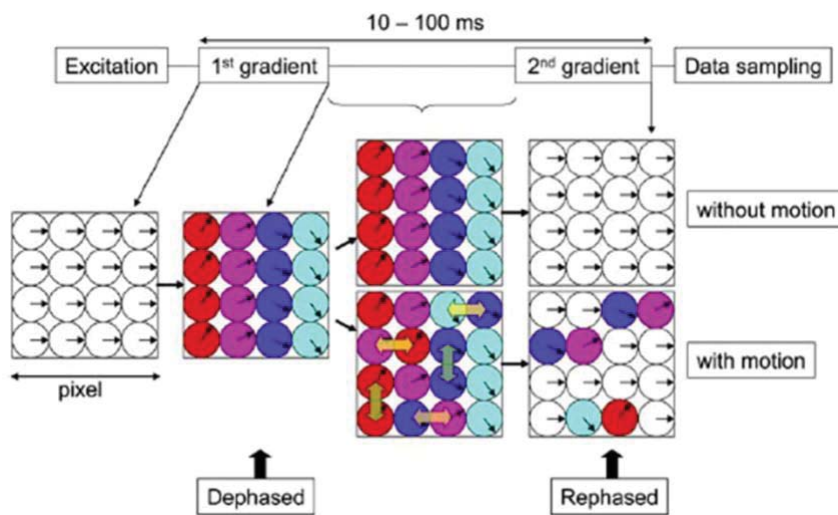 10 – 100 ms
Excitation
1st gradient
2nd gradient
Data sampling
without motion
with motion
pixel
Dephased
Rephased